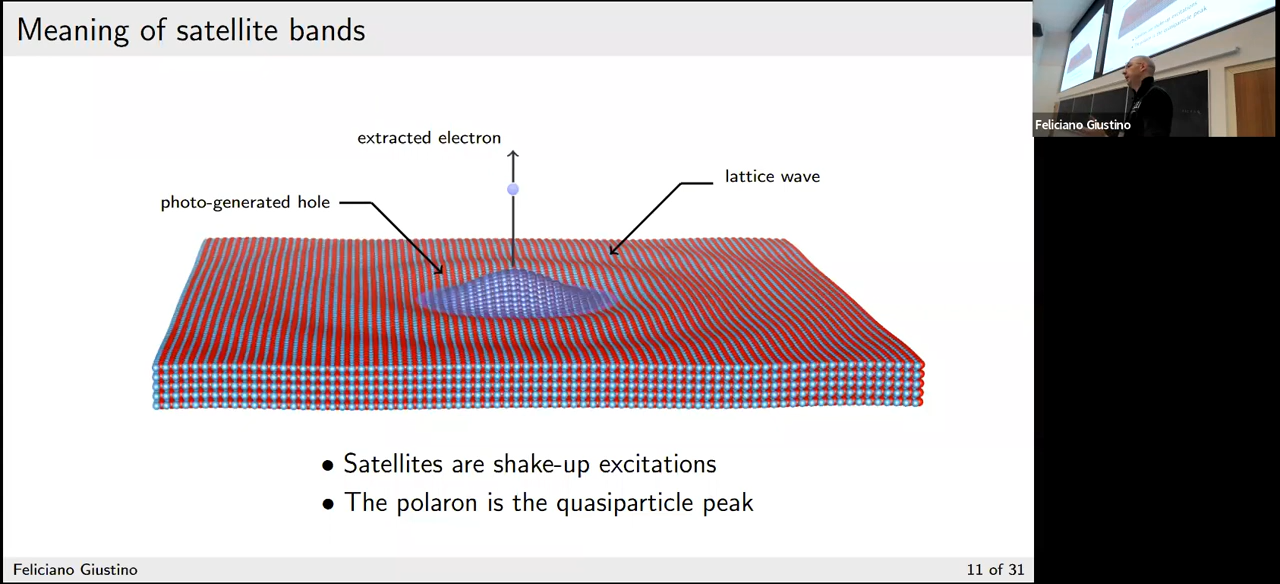 Meaning of satellite bands
extracted electron
lattice wave
photo-generated hole
• Satellites are shake-up excitations
• The polaron is the quasiparticle peak
Feliciano Giustino
11 of 31
Feliciano Giustino